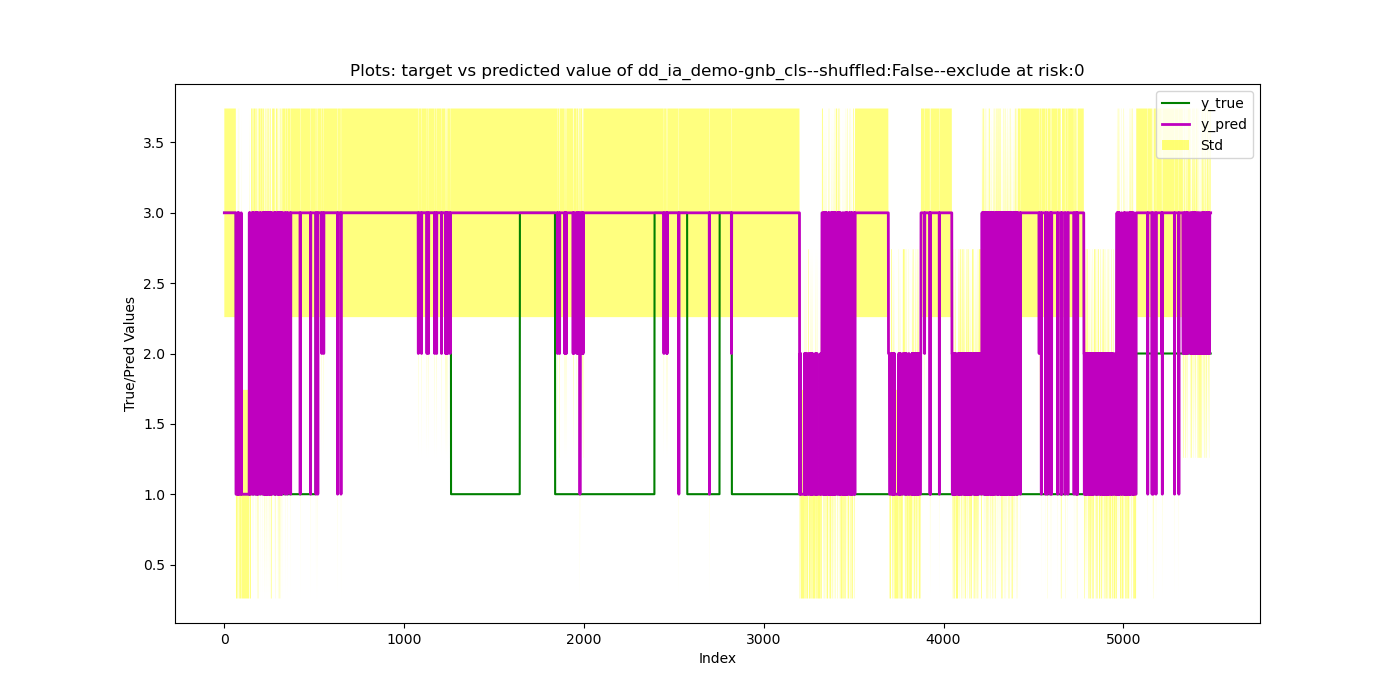 Plots: target vs predicted value of dd_ia_demo-gnb_cls--shuffled:False--exclude at risk:0
y_true
y_pred
Std
3.5
3.0
2.5
2.0
1.5
1.0
0.5
True/Pred Values
0 1000 2000 3000 4000 5000
Index